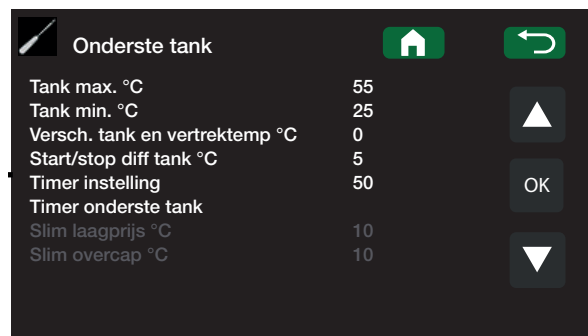 Onderste tank
Tank max. °C 55
Tank min. °C 25
Versch. tank en vertrektemp °C 0
Start/stop diff tank °C 5
Timer instelling 50
OK
Timer onderste tank
Slim laagprijs °C 10
Slim overcap °C 10